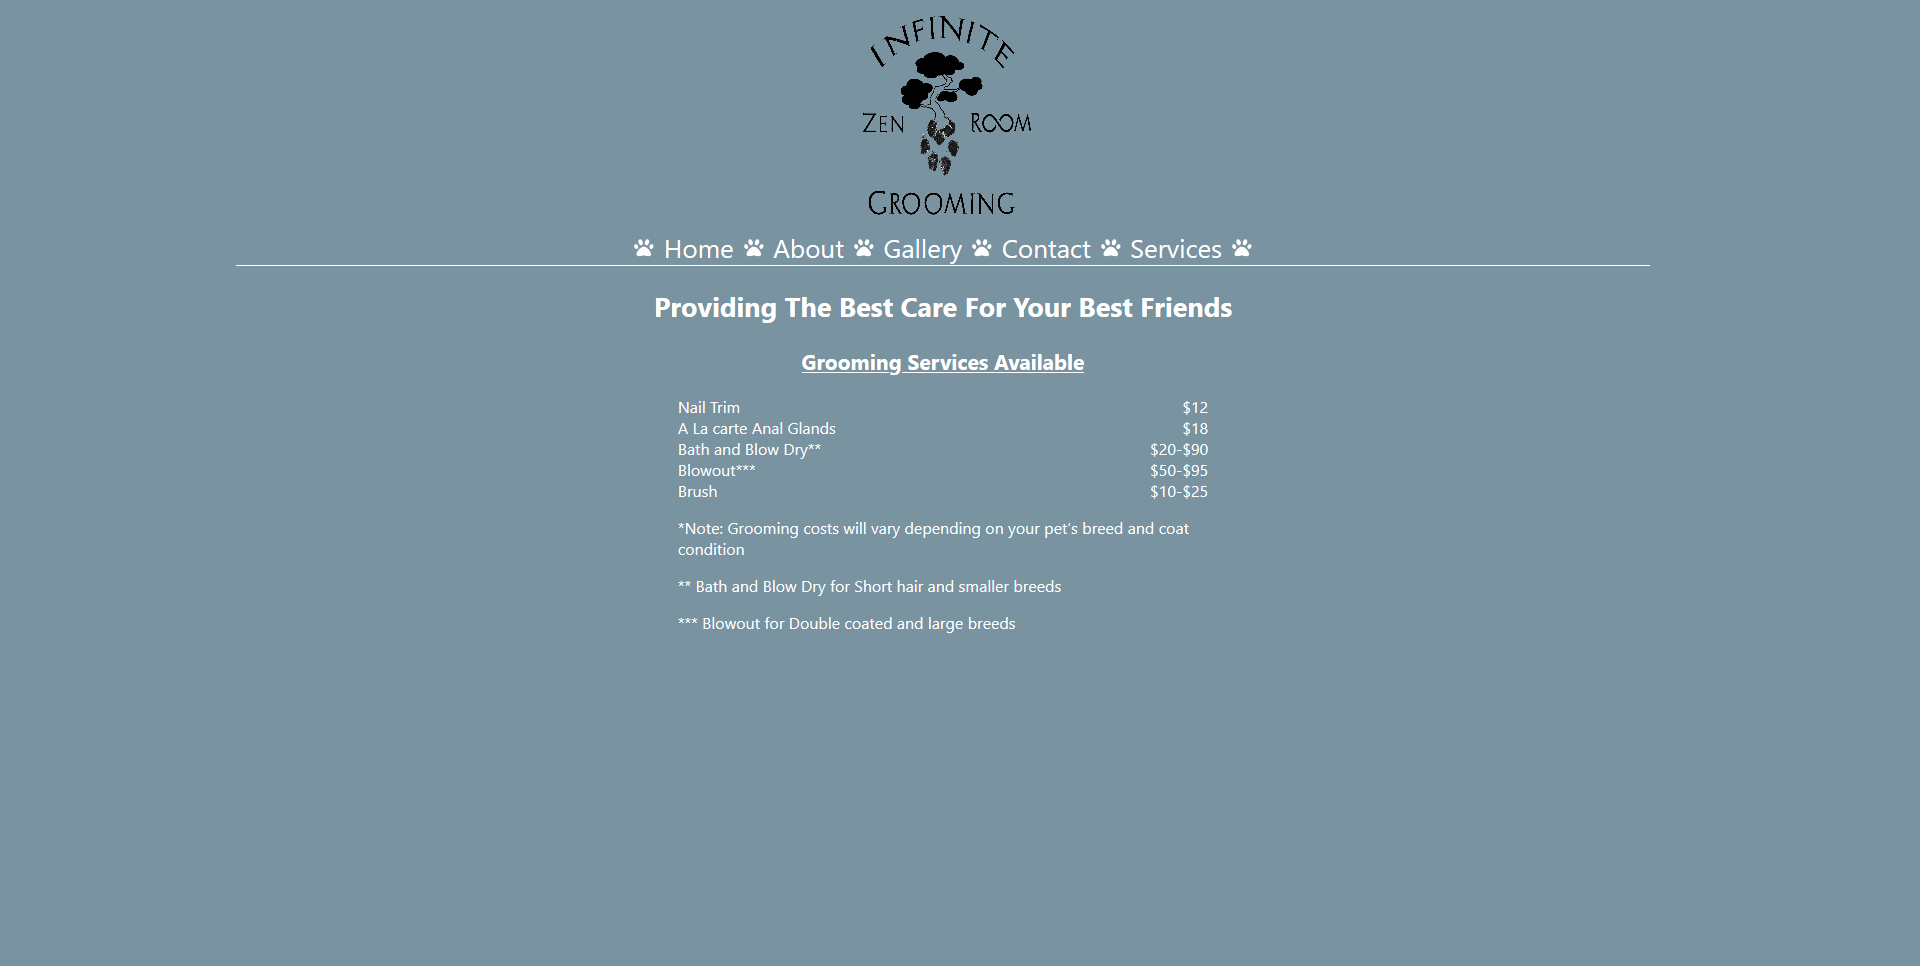 INFINITE
ZEN ROOM
GROOMING
Home About Gallery Contact Services
Providing The Best Care For Your Best Friends
Grooming Services Available
Nail Trim $12
A La carte Anal Glands $18
Bath and Blow Dry** $20-$90
Blowout*** $50-$95
Brush $10-$25
*Note: Grooming costs will vary depending on your pet's breed and coat
condition
** Bath and Blow Dry for Short hair and smaller breeds
*** Blowout for Double coated and large breeds